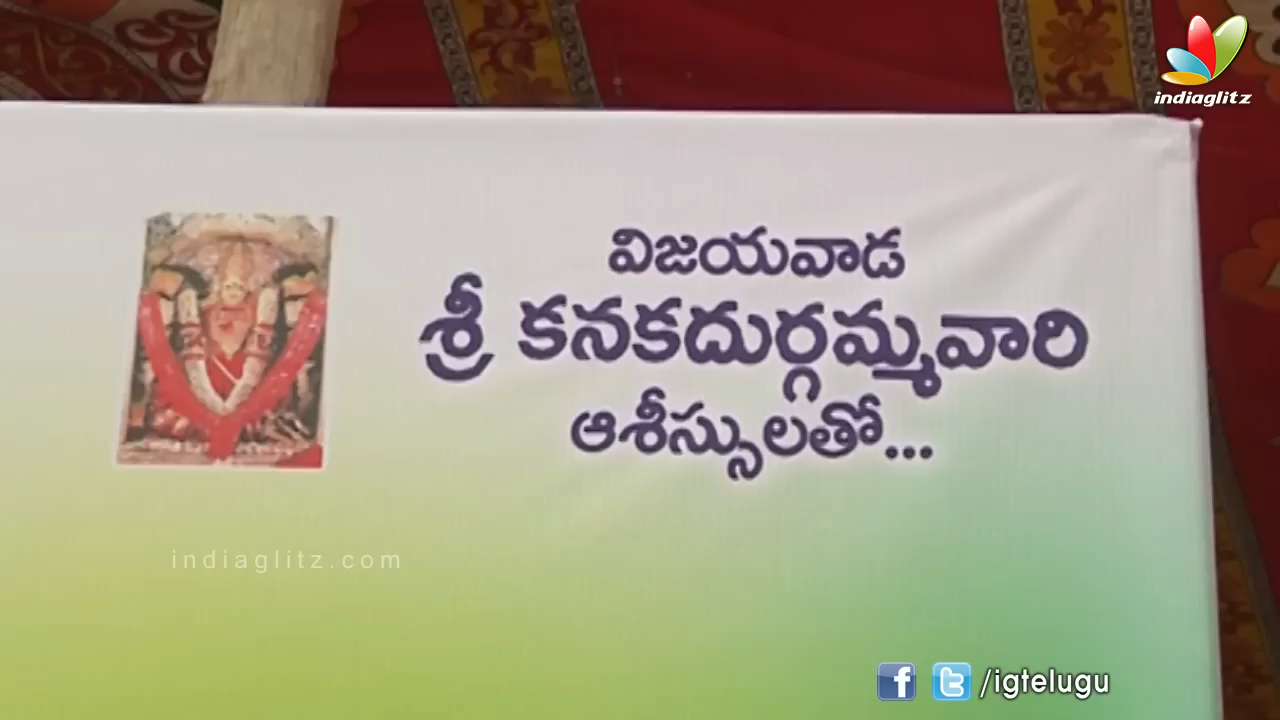 indiaglitz
విజయవాడ
శ్రీ కనకదుర్గమ్మవారి
ఆశీస్సులతో...
indiaglitz.com
/igtelugu